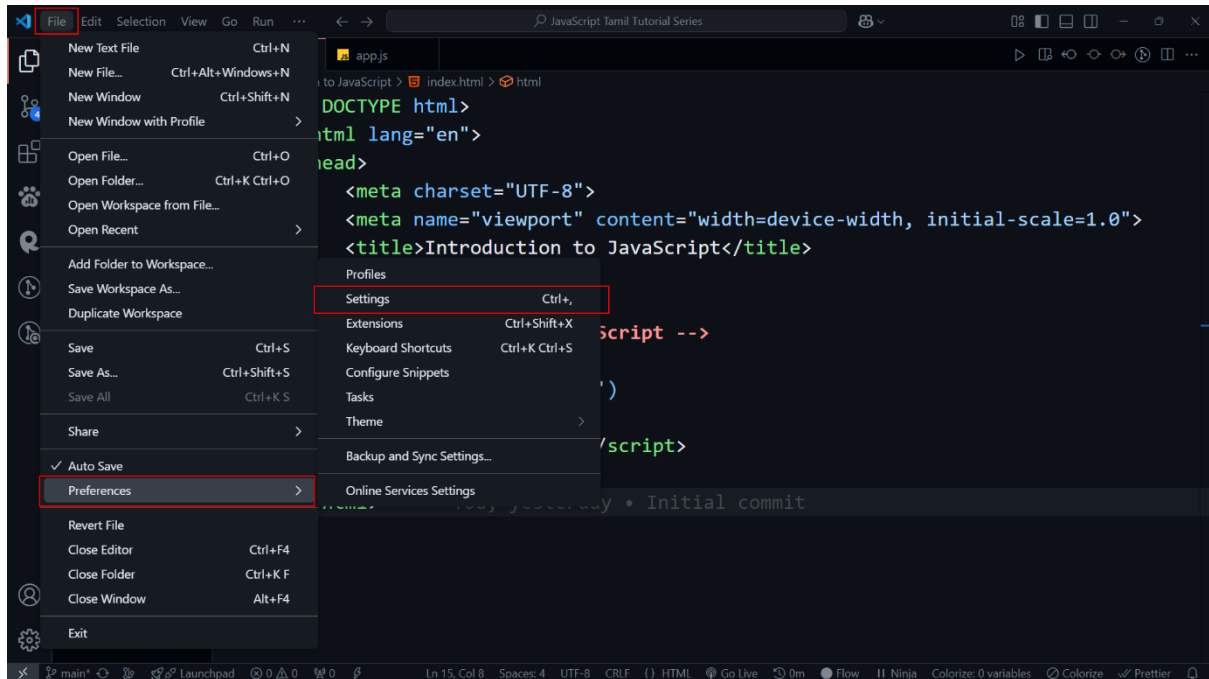 File Edit Selection View Go Run ··· JavaScript Tamil Tutorial Series
New Text File Ctrl+N
New File... Ctrl+Alt+Windows+N
New Window Ctrl+Shift+N
New Window with Profile
Open File... Ctrl+O
Open Folder... Ctrl+K Ctrl+O
Open Workspace from File...
Open Recent
Add Folder to Workspace...
Save Workspace As...
Duplicate Workspace
Save Ctrl+S
Save As... Ctrl+Shift+S
Save All Ctrl+K S
Share
✓ Auto Save
Preferences
Revert File
Close Editor Ctrl+F4
Close Folder Ctrl+K F
Close Window Alt+F4
Exit
Profiles
Settings Ctrl+,
Extensions Ctrl+Shift+X
Keyboard Shortcuts Ctrl+K Ctrl+S
Configure Snippets
Tasks
Theme
Backup and Sync Settings...
Online Services Settings
JS app.js
to JavaScript > index.html > html
DOCTYPE html>
tml lang="en">
ead>
<meta charset="UTF-8">
<meta name="viewport" content="width=device-width, initial-scale=1.0">
<title>Introduction to JavaScript</title>
Script -->
')
/script>
yesterday • Initial commit
4
main* Launchpad 0 0 0 Ln 15, Col 8 Spaces: 4 UTF-8 CRLF {} HTML Go Live 0m Flow Ninja Colorize: 0 variables Colorize Prettier